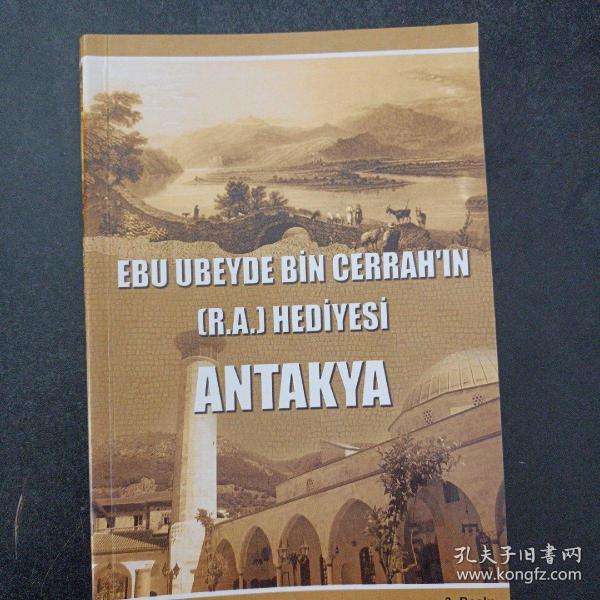 EBU UBEYDE BİN CERRAH'IN
(R.A.) HEDİYESİ
ANTAKYA
孔夫子旧书网
www.kongfz.com